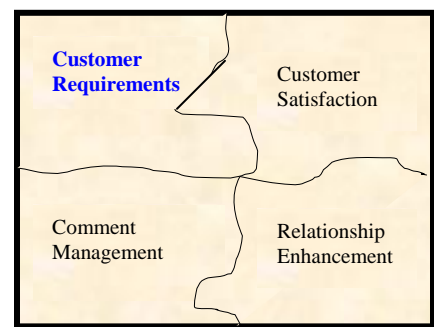 Customer
Requirements
Customer
Satisfaction
Comment
Management
Relationship
Enhancement